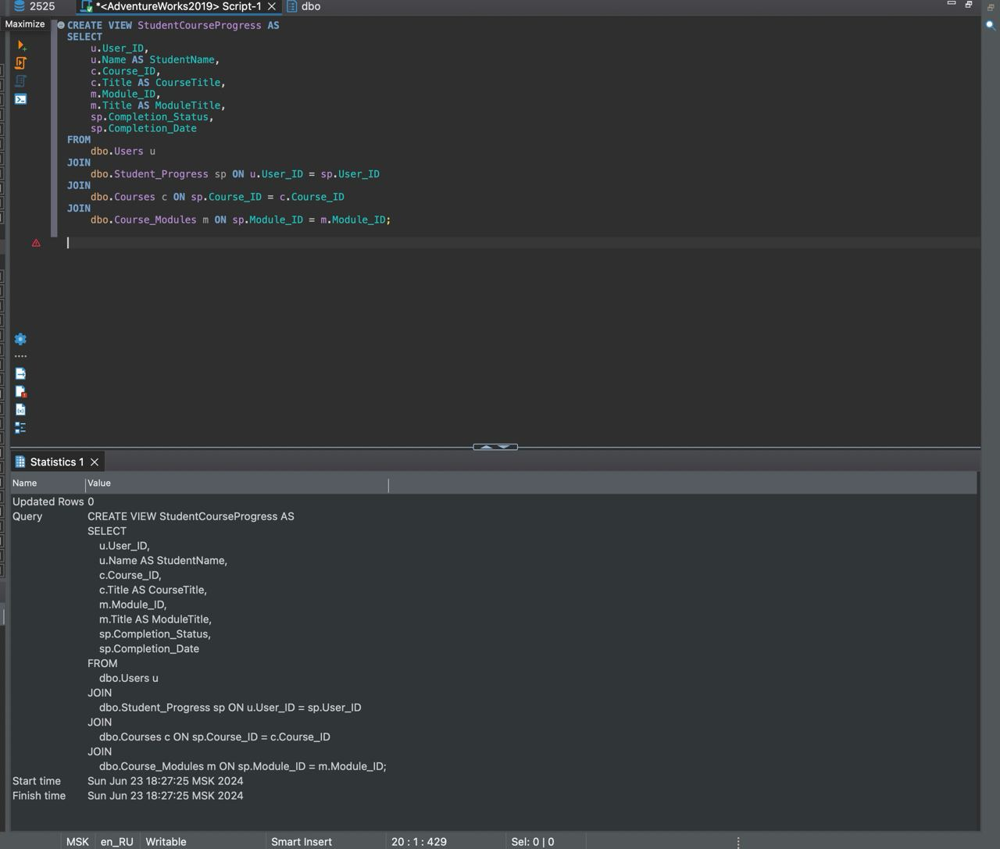 2525
*<AdventureWorks2019> Script-1
dbo
Maximize
CREATE VIEW StudentCourseProgress AS
SELECT
u.User_ID,
u.Name AS StudentName,
c.Course_ID,
c.Title AS CourseTitle,
m.Module_ID,
m.Title AS ModuleTitle,
sp.Completion_Status,
sp.Completion_Date
FROM
dbo.Users u
JOIN
dbo.Student_Progress sp ON u.User_ID = sp.User_ID
JOIN
dbo.Courses c ON sp.Course_ID = c.Course_ID
JOIN
dbo.Course_Modules m ON sp.Module_ID = m.Module_ID;
Statistics 1
Name Value
Updated Rows 0
Query CREATE VIEW StudentCourseProgress AS
SELECT
u.User_ID,
u.Name AS StudentName,
c.Course_ID,
c.Title AS CourseTitle,
m.Module_ID,
m.Title AS ModuleTitle,
sp.Completion_Status,
sp.Completion_Date
FROM
dbo.Users u
JOIN
dbo.Student_Progress sp ON u.User_ID = sp.User_ID
JOIN
dbo.Courses c ON sp.Course_ID = c.Course_ID
JOIN
dbo.Course_Modules m ON sp.Module_ID = m.Module_ID;
Start time Sun Jun 23 18:27:25 MSK 2024
Finish time Sun Jun 23 18:27:25 MSK 2024
MSK en_RU Writable Smart Insert 20 : 1 : 429 Sel: 0 | 0